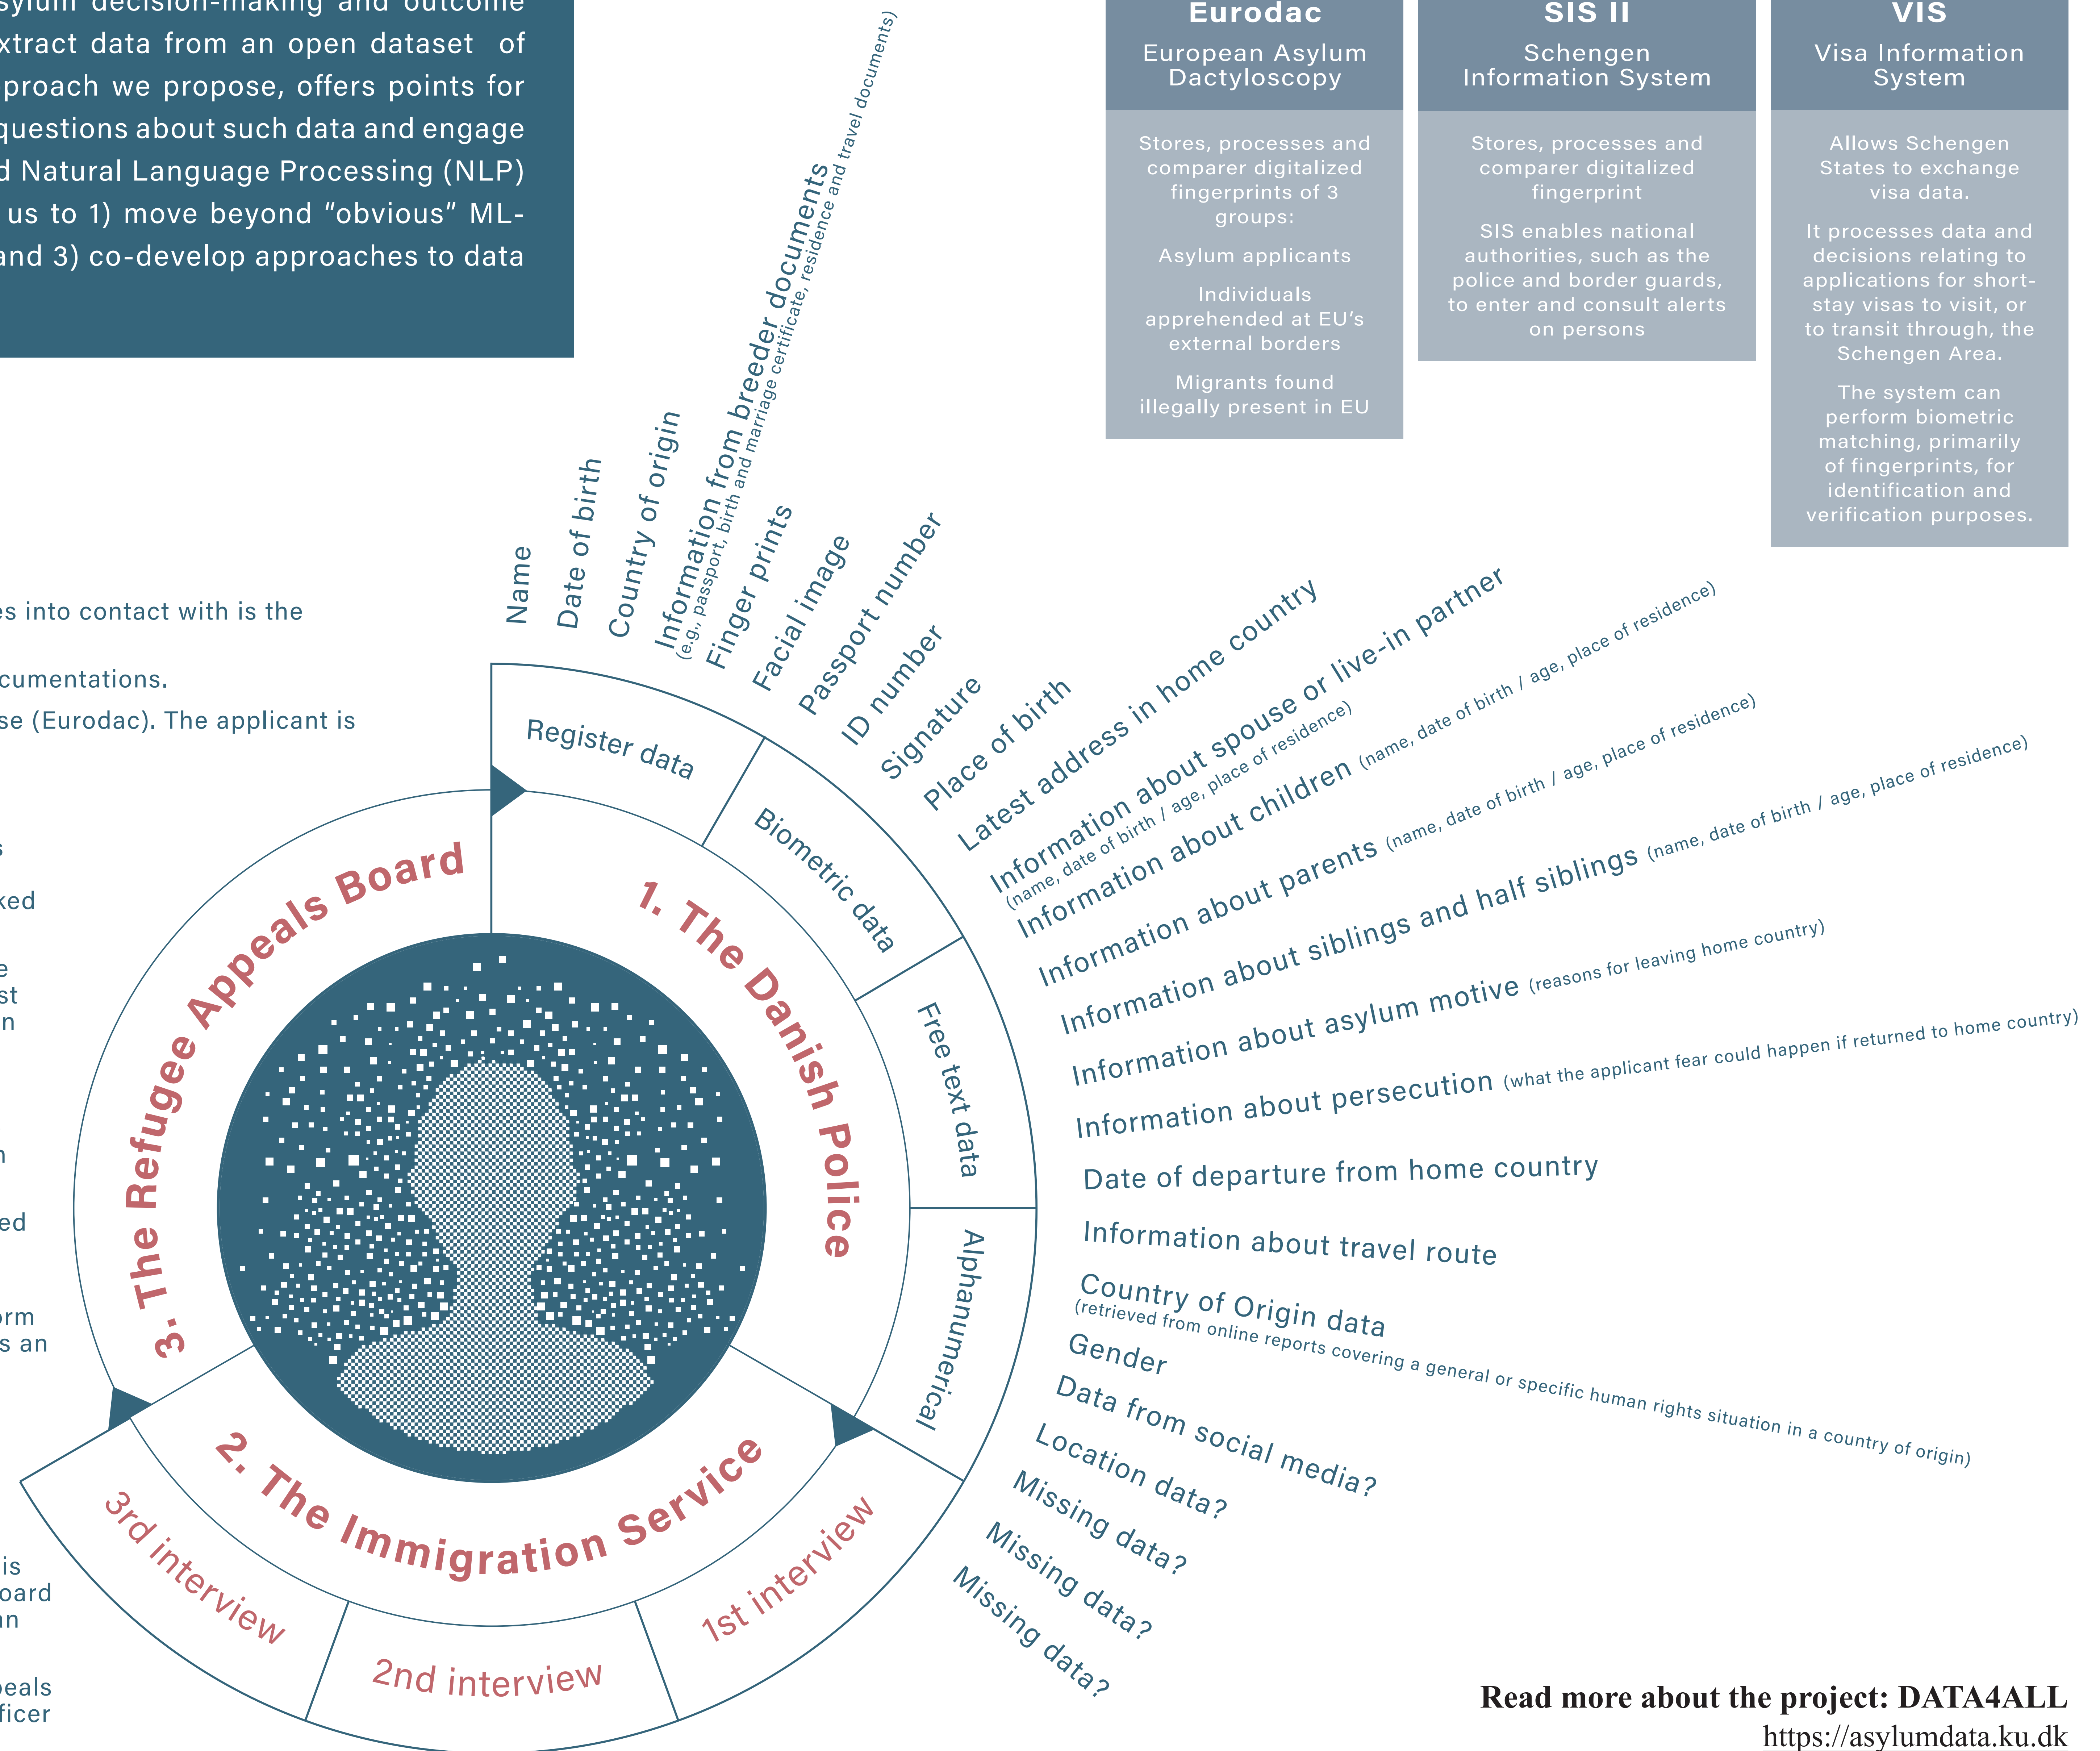 sylum decision-making and outcome
xtract data from an open dataset of
proach we propose, offers points for
questions about such data and engage
d Natural Language Processing (NLP)
us to 1) move beyond “obvious” ML-
and 3) co-develop approaches to data
Eurodac
European Asylum
Dactyloscopy
Stores, processes and
comparer digitalized
fingerprints of 3
groups:
Asylum applicants
Individuals
apprehended at EU’s
external borders
Migrants found
illegally present in EU
SIS II
Schengen
Information System
Stores, processes and
comparer digitalized
fingerprint
SIS enables national
authorities, such as the
police and border guards,
to enter and consult alerts
on persons
VIS
Visa Information
System
Allows Schengen
States to exchange
visa data.
It processes data and
decisions relating to
applications for short-
stay visas to visit, or
to transit through, the
Schengen Area.
The system can
perform biometric
matching, primarily
of fingerprints, for
identification and
verification purposes.
es into contact with is the
cumentations.
se (Eurodac). The applicant is
s
ked
e
st
n
n
ed
orm
s an
is
oard
an
peals
ficer
Name
Date of birth
Country of origin
Information from breeder documents
(e.g., passport, birth and marriage certificate, residence and travel documents)
Finger prints
Facial image
Passport number
ID number
Signature
Place of birth
Latest address in home country
Information about spouse or live-in partner
(name, date of birth / age, place of residence)
Information about children (name, date of birth / age, place of residence)
Information about parents (name, date of birth / age, place of residence)
Information about siblings and half siblings (name, date of birth / age, place of residence)
Information about asylum motive (reasons for leaving home country)
Information about persecution (what the applicant fear could happen if returned to home country)
Date of departure from home country
Information about travel route
Country of Origin data
(retrieved from online reports covering a general or specific human rights situation in a country of origin)
Gender
Data from social media?
Location data?
Missing data?
Missing data?
Missing data?
Register data
Biometric data
Free text data
Alphanumerical
1. The Danish Police
2. The Immigration Service
3. The Refugee Appeals Board
1st interview
2nd interview
3rd interview
Read more about the project: DATA4ALL
https://asylumdata.ku.dk